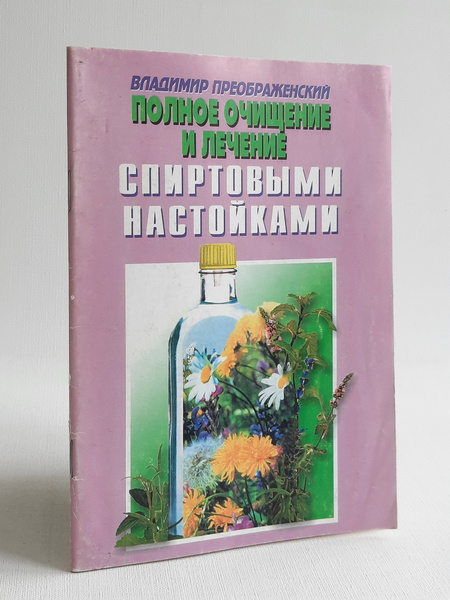 ВЛАДИМИР ПРЕОБРАЖЕНСКИЙ
ПОЛНОЕ ОЧИЩЕНИЕ
И ЛЕЧЕНИЕ
СПИРТОВЫМИ
НАСТОЙКАМИ